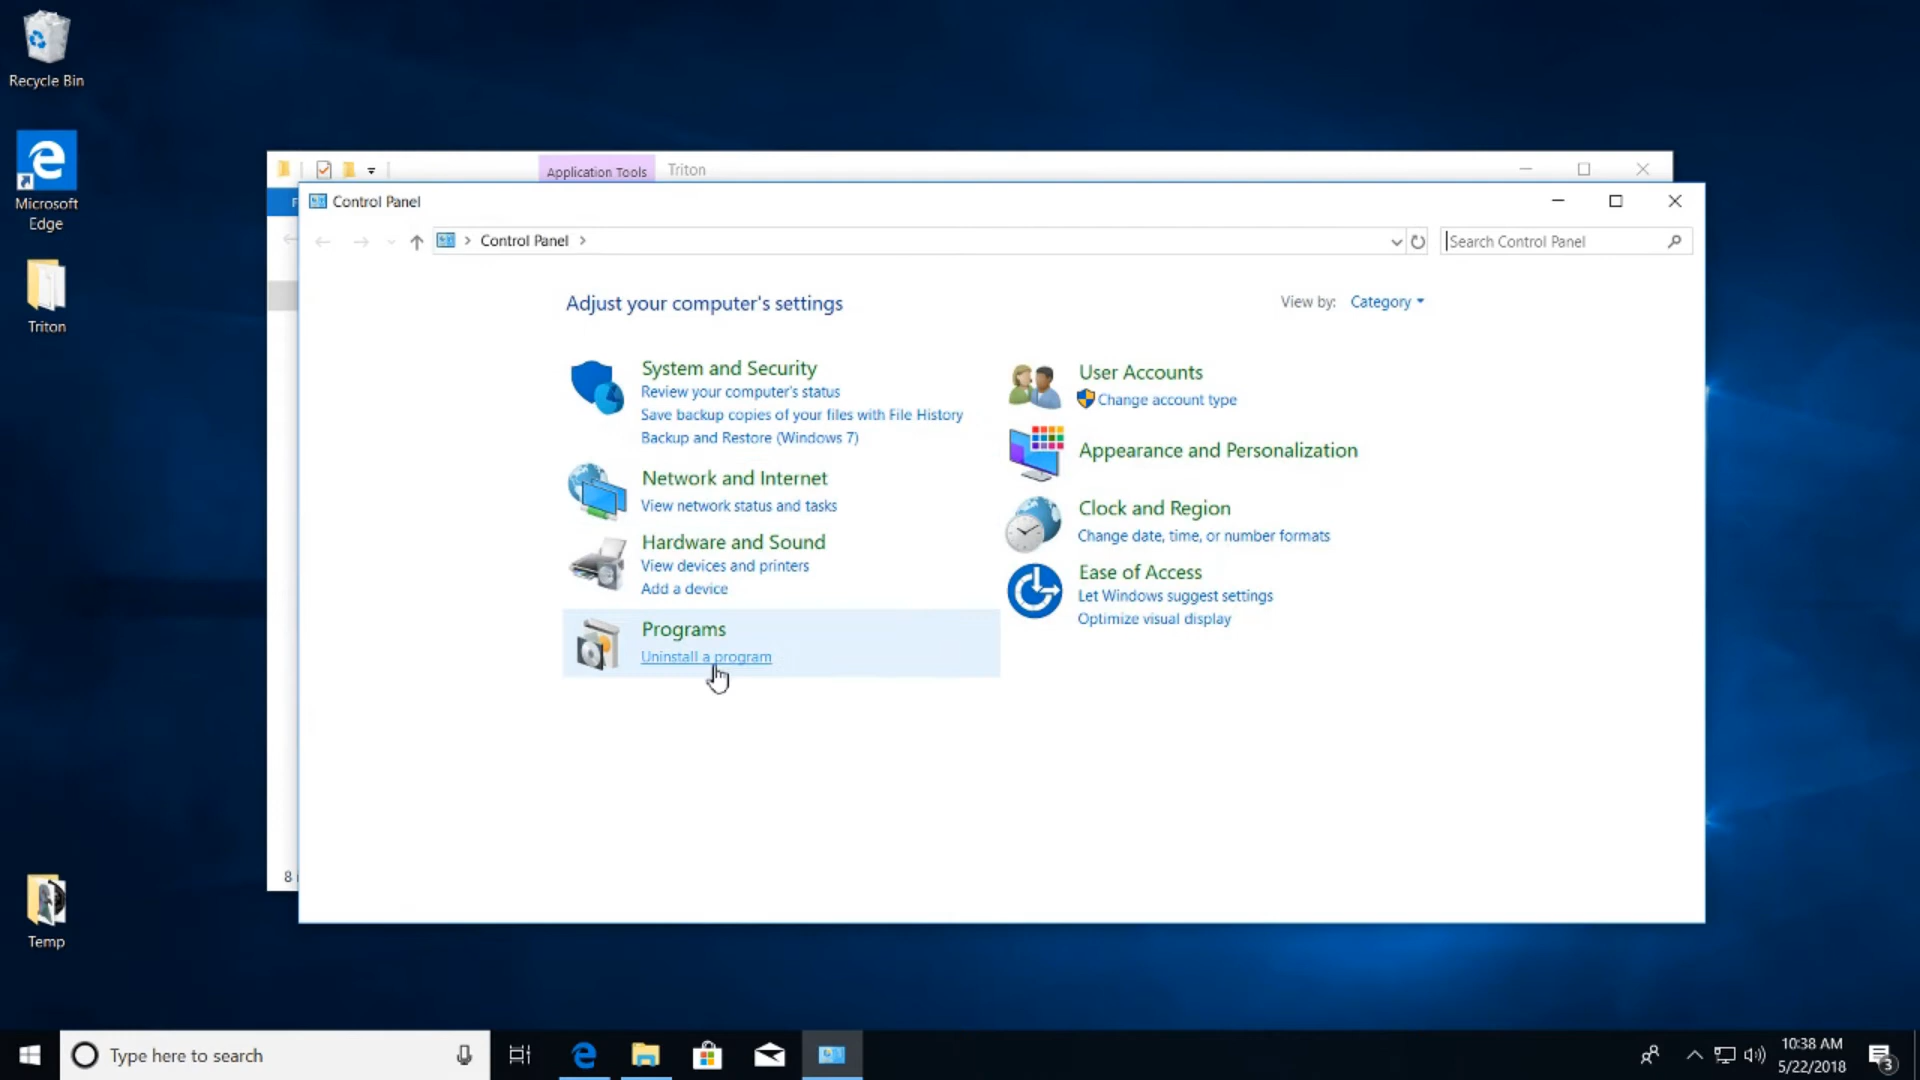 Recycle Bin
Microsoft
Edge
Triton
Temp
Application Tools
Triton
F
Control Panel
Control Panel
Search Control Panel
Adjust your computer's settings
View by:
Category
System and Security
Review your computer's status
Save backup copies of your files with File History
Backup and Restore (Windows 7)
Network and Internet
View network status and tasks
Hardware and Sound
View devices and printers
Add a device
Programs
Uninstall a program
User Accounts
Change account type
Appearance and Personalization
Clock and Region
Change date, time, or number formats
Ease of Access
Let Windows suggest settings
Optimize visual display
8
Type here to search
10:38 AM
5/22/2018
3